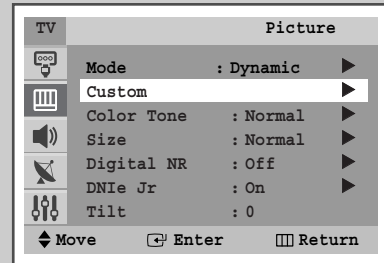 TV Picture
Mode : Dynamic
Custom
Color Tone : Normal
Size : Normal
Digital NR : Off
DNIe Jr : On
Tilt : 0
Move Enter Return